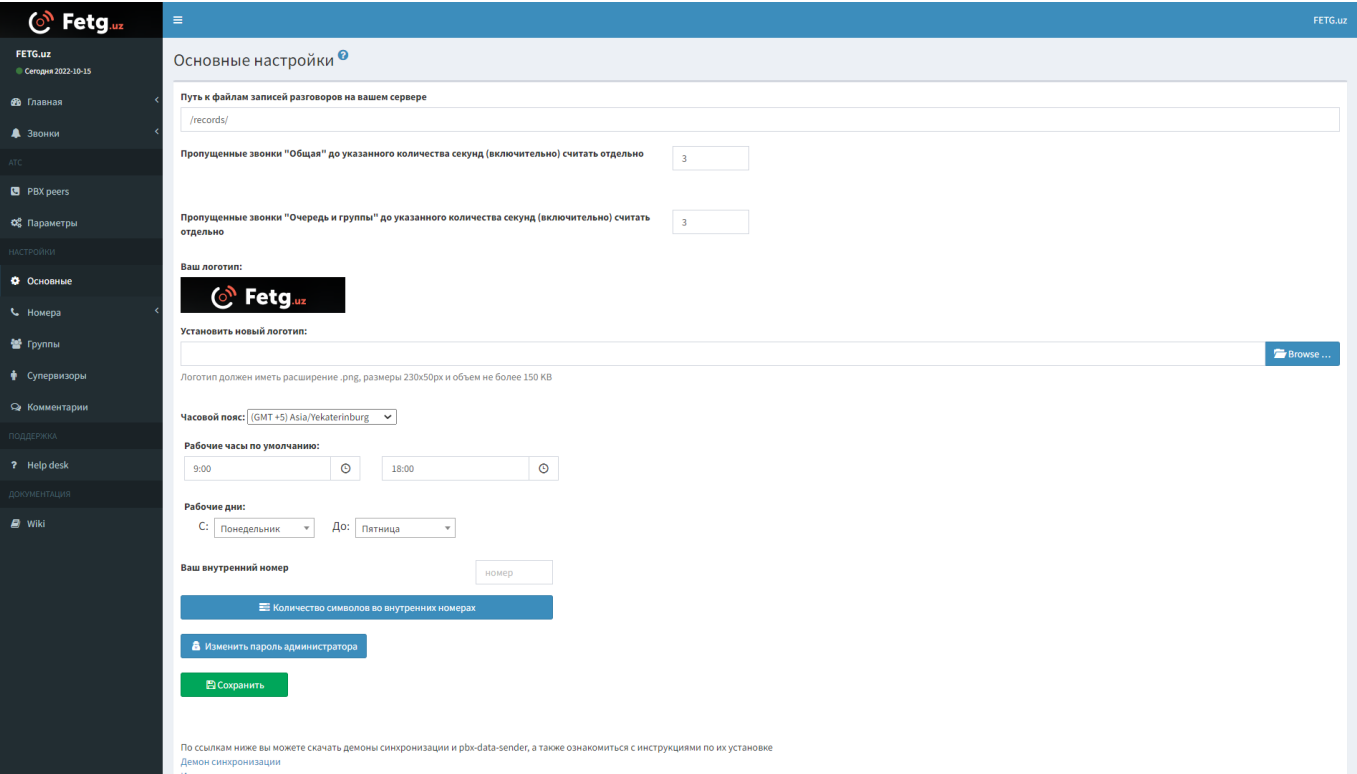 Fetg.uz
FETG.uz
FETG.uz
Сегодня 2022-10-15
Главная
Звонки
АТС
PBX peers
Параметры
НАСТРОЙКИ
Основные
Номера
Группы
Супервизоры
Комментарии
ПОДДЕРЖКА
? Help desk
ДОКУМЕНТАЦИЯ
Wiki
Основные настройки ?
Путь к файлам записей разговоров на вашем сервере
/records/
Пропущенные звонки "Общая" до указанного количества секунд (включительно) считать отдельно 3
Пропущенные звонки "Очередь и группы" до указанного количества секунд (включительно) считать
отдельно
3
Ваш логотип:
Fetg.uz
Установить новый логотип:
Browse ...
Логотип должен иметь расширение .png, размеры 230x50px и объем не более 150 KB
Часовой пояс: (GMT +5) Asia/Yekaterinburg
Рабочие часы по умолчанию:
9:00 18:00
Рабочие дни:
С: Понедельник До: Пятница
Ваш внутренний номер номер
Количество символов во внутренних номерах
Изменить пароль администратора
Сохранить
По ссылкам ниже вы можете скачать демоны синхронизации и pbx-data-sender, а также ознакомиться с инструкциями по их установке
Демон синхронизации